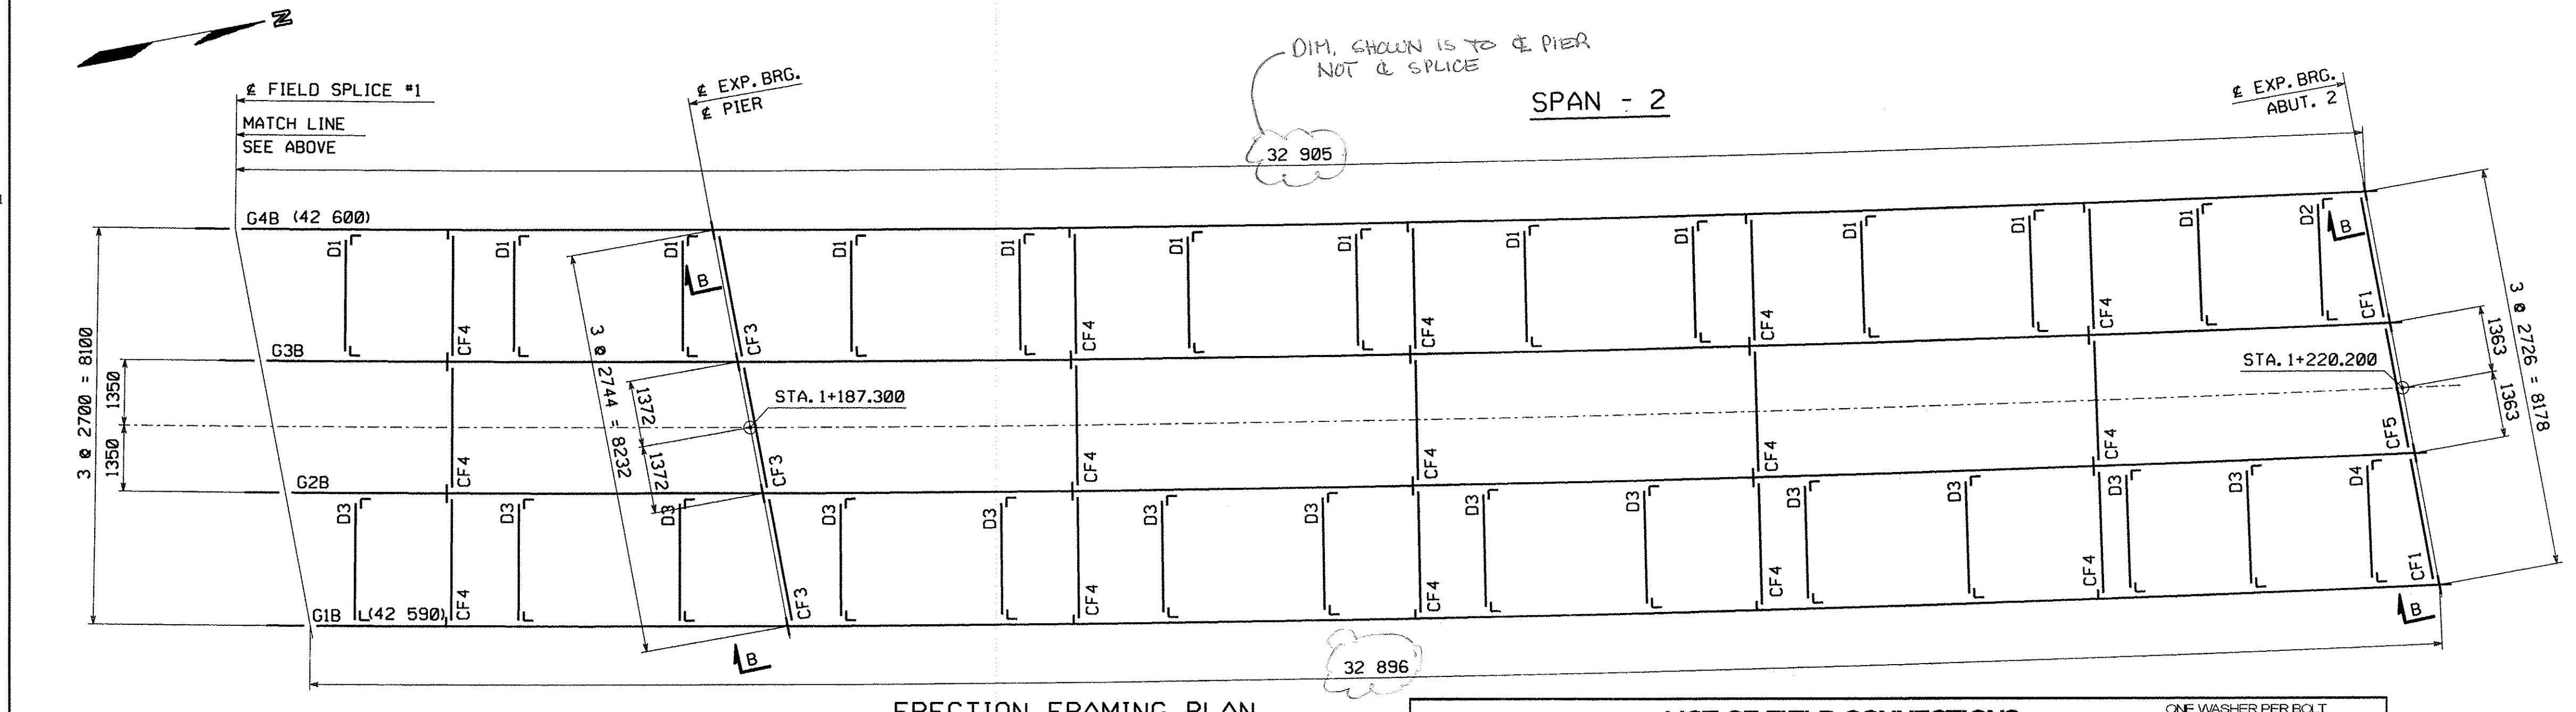 N
DIM. SHOWN IS TO ℄ PIER
NOT ℄ SPLICE
SPAN - 2
℄ FIELD SPLICE #1
MATCH LINE
SEE ABOVE
℄ EXP. BRG.
℄ PIER
℄ EXP. BRG.
ABUT. 2
32 905
G4B (42 600)
D1 D1 D1 D1 D1 D1 D1 D1 D1 D1 D1 D1 D2
B
B
CF4 CF3 CF4 CF4 CF4 CF4 CF1
G3B
3 @ 2700 = 8100
1350
1350
3 @ 2744 = 8232
1372
1372
STA. 1+187.300
STA. 1+220.200
1363
1363
3 @ 2726 = 8178
CF4 CF3 CF4 CF4 CF4 CF4 CF5
G2B
D3 D3 D3 D3 D3 D3 D3 D3 D3 D3 D3 D3 D3 D4
CF4 CF3 CF4 CF4 CF4 CF4 CF1
G1B (42 590)
B
B
32 896
ERECTION FRAMING PLAN
LIST OF FIELD CONNECTIONS
ONE WASHER PER BOLT